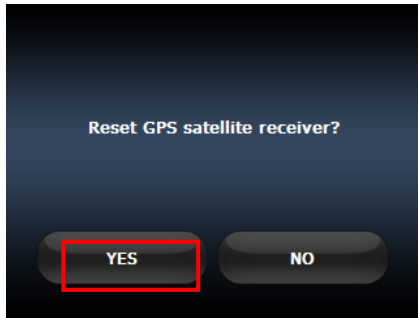 Reset GPS satellite receiver?
YES NO